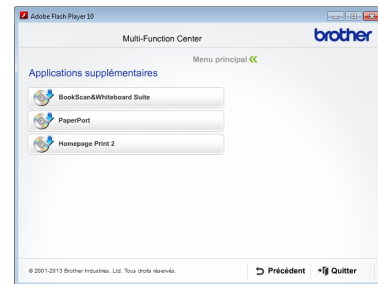 Adobe Flash Player 10
Multi-Function Center
brother
Menu principal
Applications supplémentaires
BookScan&Whiteboard Suite
PaperPort
Homepage Print 2
© 2001-2013 Brother Industries, Ltd. Tous droits réservés.
Précédent
Quitter